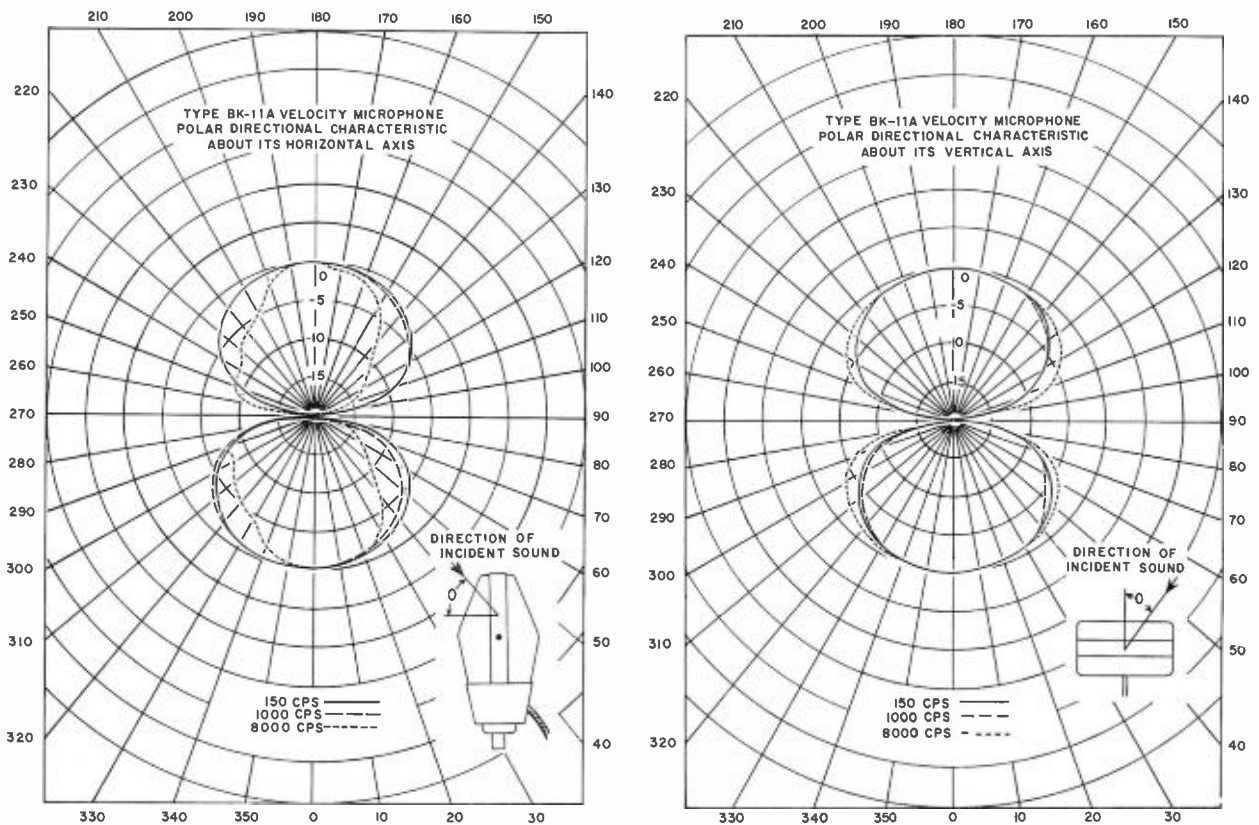 210 200 190 180 170 160 150
220 140
TYPE BK-11A VELOCITY MICROPHONE
POLAR DIRECTIONAL CHARACTERISTIC
ABOUT ITS HORIZONTAL AXIS
230 130
240 120
0
250 110
-5
260 100
10
15
270 90
280 80
290 70
DIRECTION OF
INCIDENT SOUND
300 60
O
310 50
150 CPS
1000 CPS
8000 CPS
320 40
330 340 350 0 10 20 30
210 200 190 180 170 160 150
220 140
TYPE BK-11A VELOCITY MICROPHONE
POLAR DIRECTIONAL CHARACTERISTIC
ABOUT ITS VERTICAL AXIS
230 130
240 120
0
250 110
-5
260 100
0
15
270 90
280 80
290 70
DIRECTION OF
INCIDENT SOUND
300 60
O
310 50
150 CPS
1000 CPS
8000 CPS
320 40
330 340 350 0 10 20 30